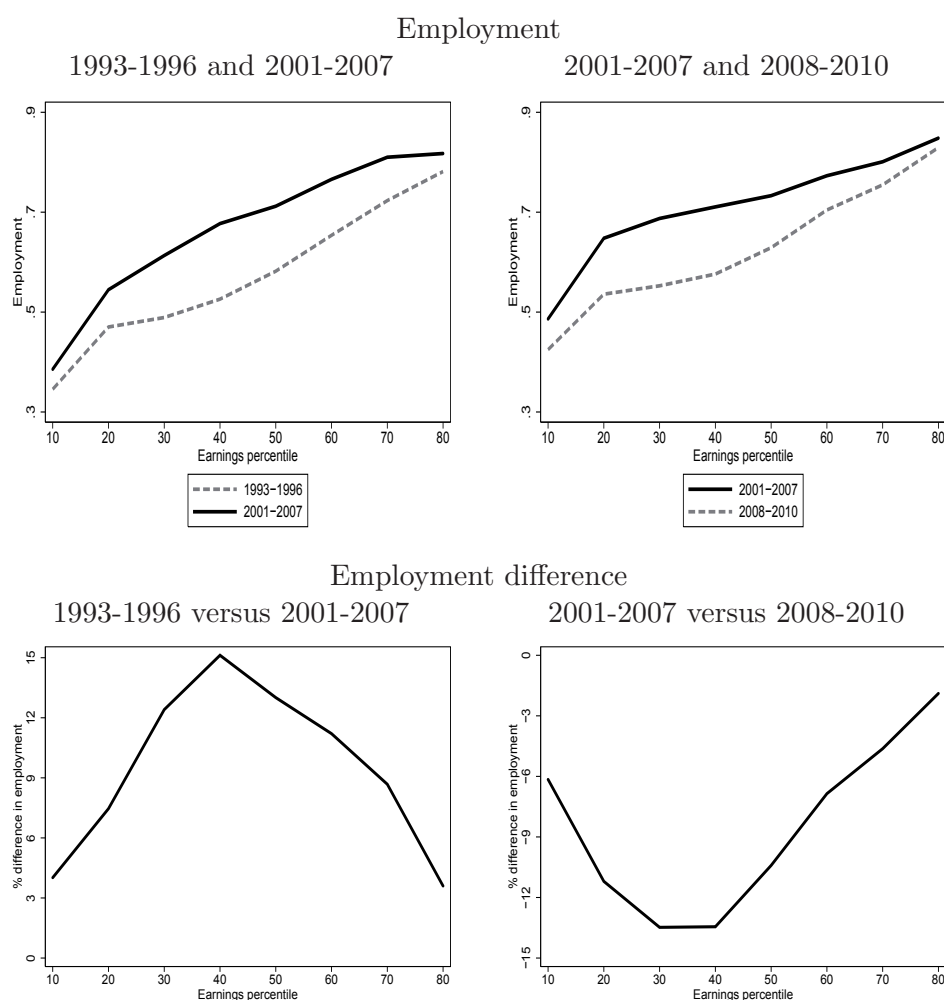 Employment
1993-1996 and 2001-2007
2001-2007 and 2008-2010
Employment
.3 .5 .7 .9
10 20 30 40 50 60 70 80
Earnings percentile
1993−1996
2001−2007
Employment
.3 .5 .7 .9
10 20 30 40 50 60 70 80
Earnings percentile
2001−2007
2008−2010
Employment difference
1993-1996 versus 2001-2007
2001-2007 versus 2008-2010
% difference in employment
0 3 6 9 12 15
10 20 30 40 50 60 70 80
Earnings percentile
% difference in employment
−15 −12 −9 −6 −3 0
10 20 30 40 50 60 70 80
Earnings percentile